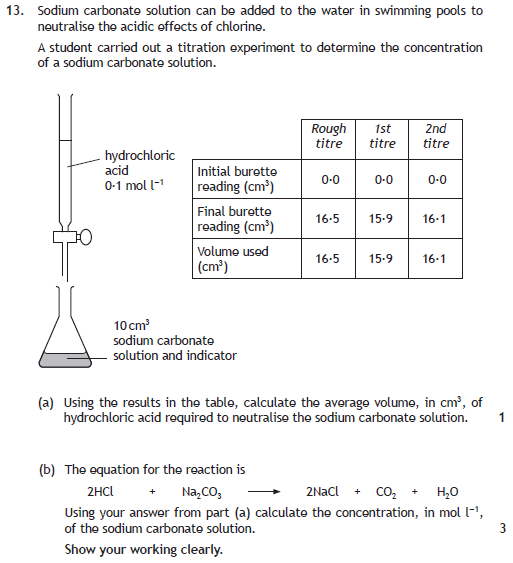 13. Sodium carbonate solution can be added to the water in swimming pools to
neutralise the acidic effects of chlorine.
A student carried out a titration experiment to determine the concentration
of a sodium carbonate solution.
hydrochloric
acid
0·1 mol l⁻¹
Rough titre 1st titre 2nd titre
Initial burette reading (cm³) 0·0 0·0 0·0
Final burette reading (cm³) 16·5 15·9 16·1
Volume used (cm³) 16·5 15·9 16·1
10 cm³
sodium carbonate
solution and indicator
(a) Using the results in the table, calculate the average volume, in cm³, of
hydrochloric acid required to neutralise the sodium carbonate solution. 1
(b) The equation for the reaction is
2HCl + Na₂CO₃ ⟶ 2NaCl + CO₂ + H₂O
Using your answer from part (a) calculate the concentration, in mol l⁻¹,
of the sodium carbonate solution. 3
Show your working clearly.